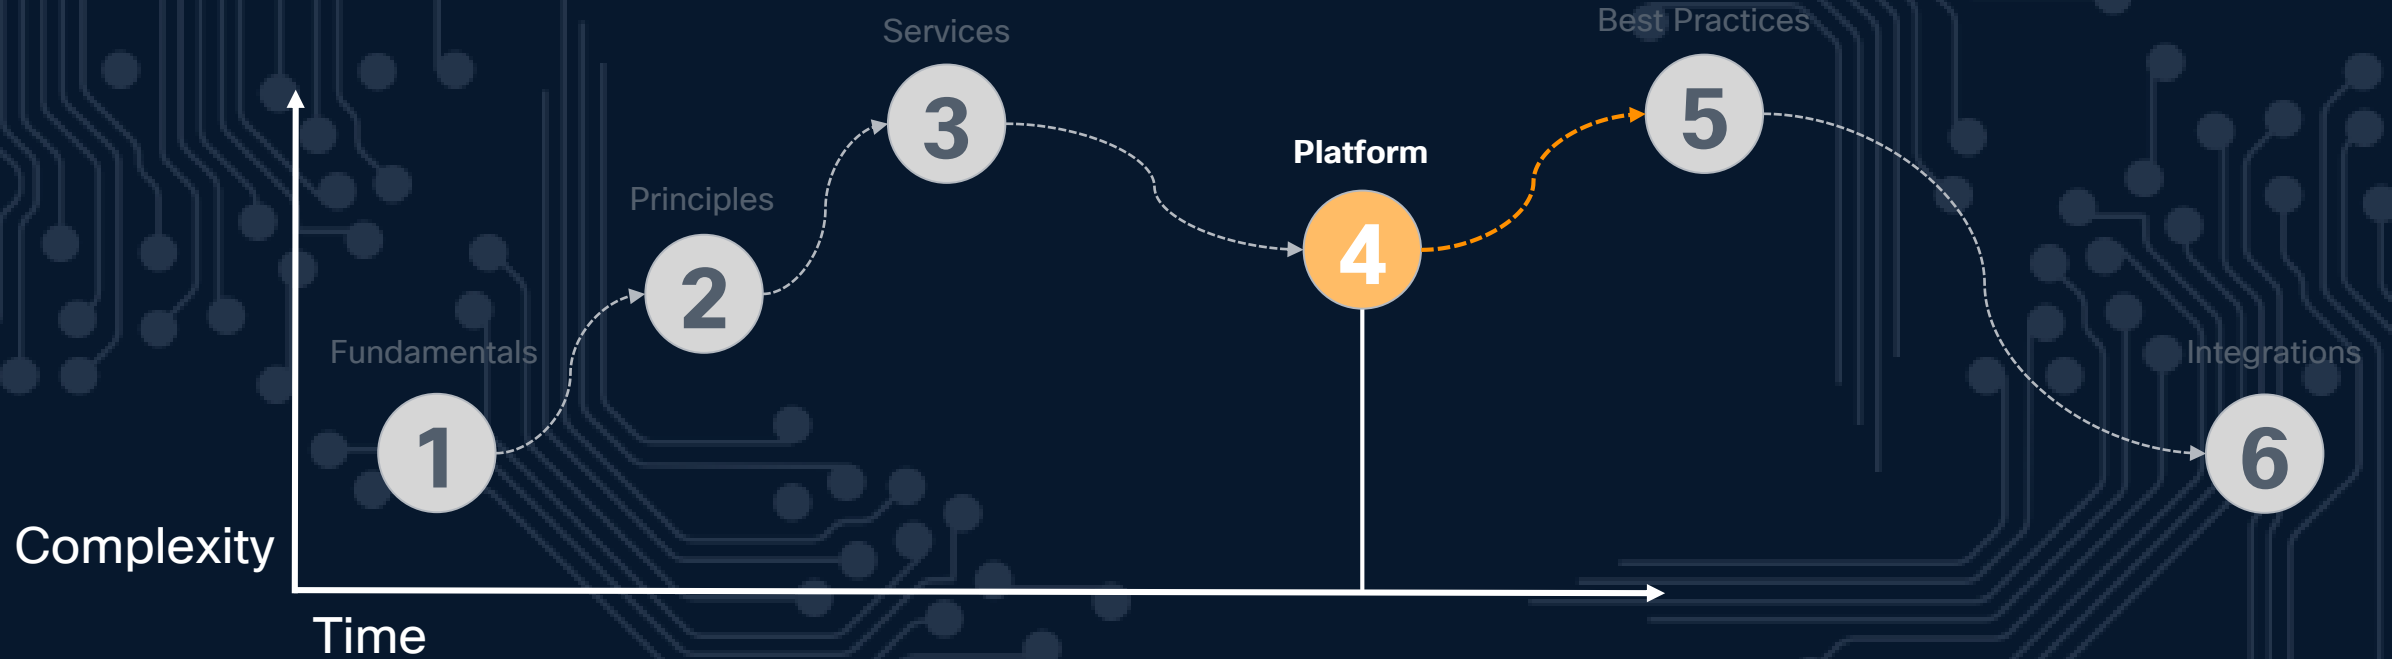 Fundamentals
1
Principles
2
Services
3
Platform
4
Best Practices
5
Integrations
6
Complexity
Time